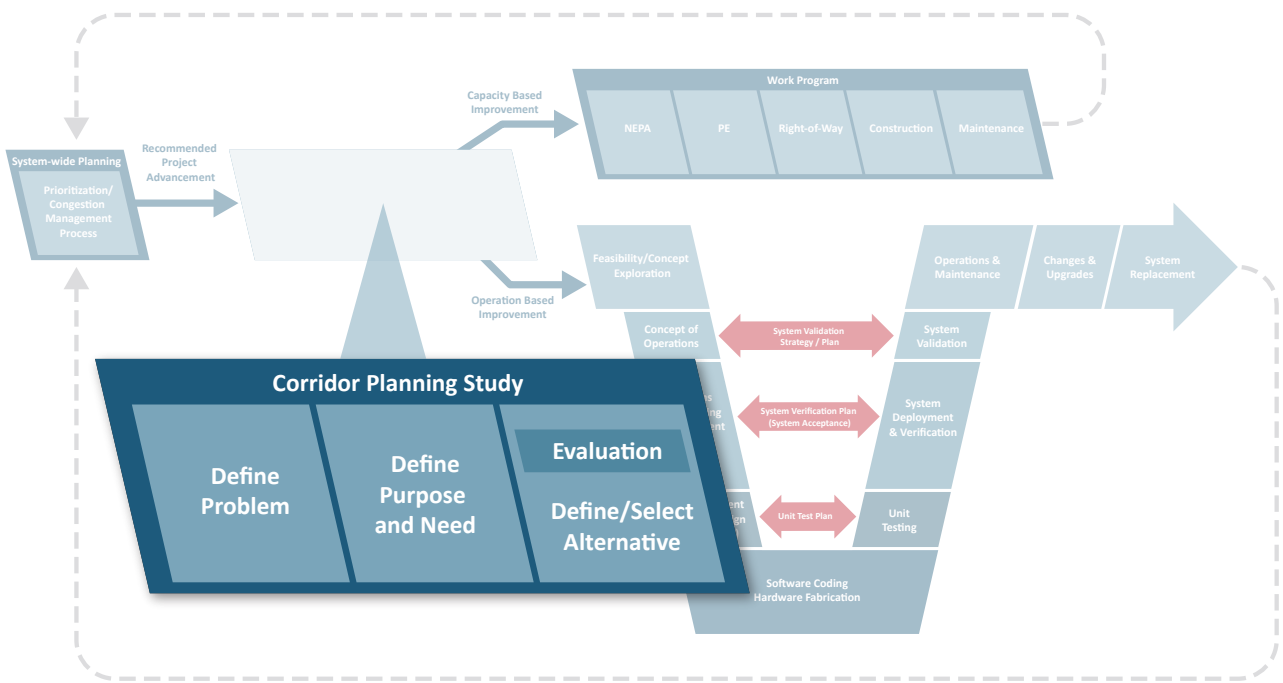 Work Program
Capacity Based
Improvement
NEPA
PE
Right-of-Way
Construction
Maintenance
System-wide Planning
Prioritization/
Congestion
Management
Process
Recommended
Project
Advancement
Operation Based
Improvement
Feasibility/Concept
Exploration
Operations &
Maintenance
Changes &
Upgrades
System
Replacement
Concept of
Operations
System Validation
Strategy / Plan
System
Validation
Corridor Planning Study
Define
Problem
Define
Purpose
and Need
Evaluation
Define/Select
Alternative
System Verification Plan
(System Acceptance)
System
Deployment
& Verification
Unit Test Plan
Unit
Testing
Software Coding
Hardware Fabrication